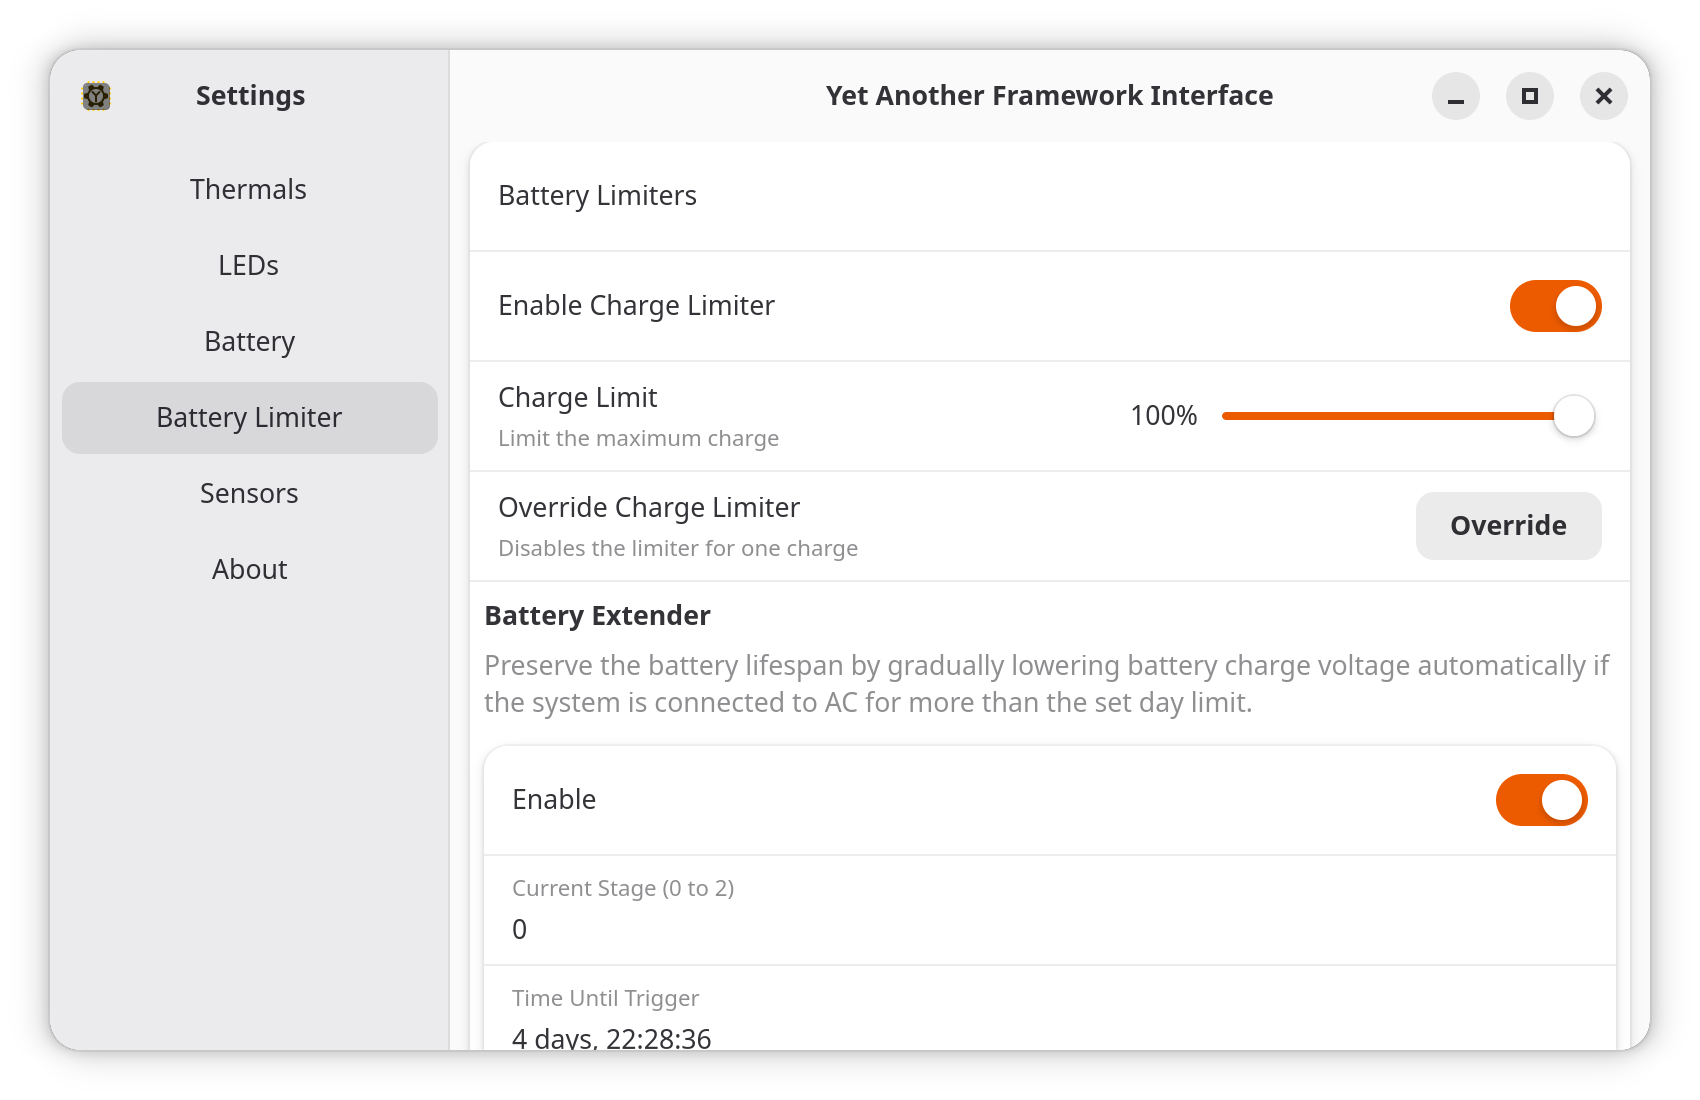 Settings
Yet Another Framework Interface
Thermals
LEDs
Battery
Battery Limiter
Sensors
About
Battery Limiters
Enable Charge Limiter
Charge Limit
Limit the maximum charge
100%
Override Charge Limiter
Disables the limiter for one charge
Override
Battery Extender
Preserve the battery lifespan by gradually lowering battery charge voltage automatically if
the system is connected to AC for more than the set day limit.
Enable
Current Stage (0 to 2)
0
Time Until Trigger
4 days, 22:28:36